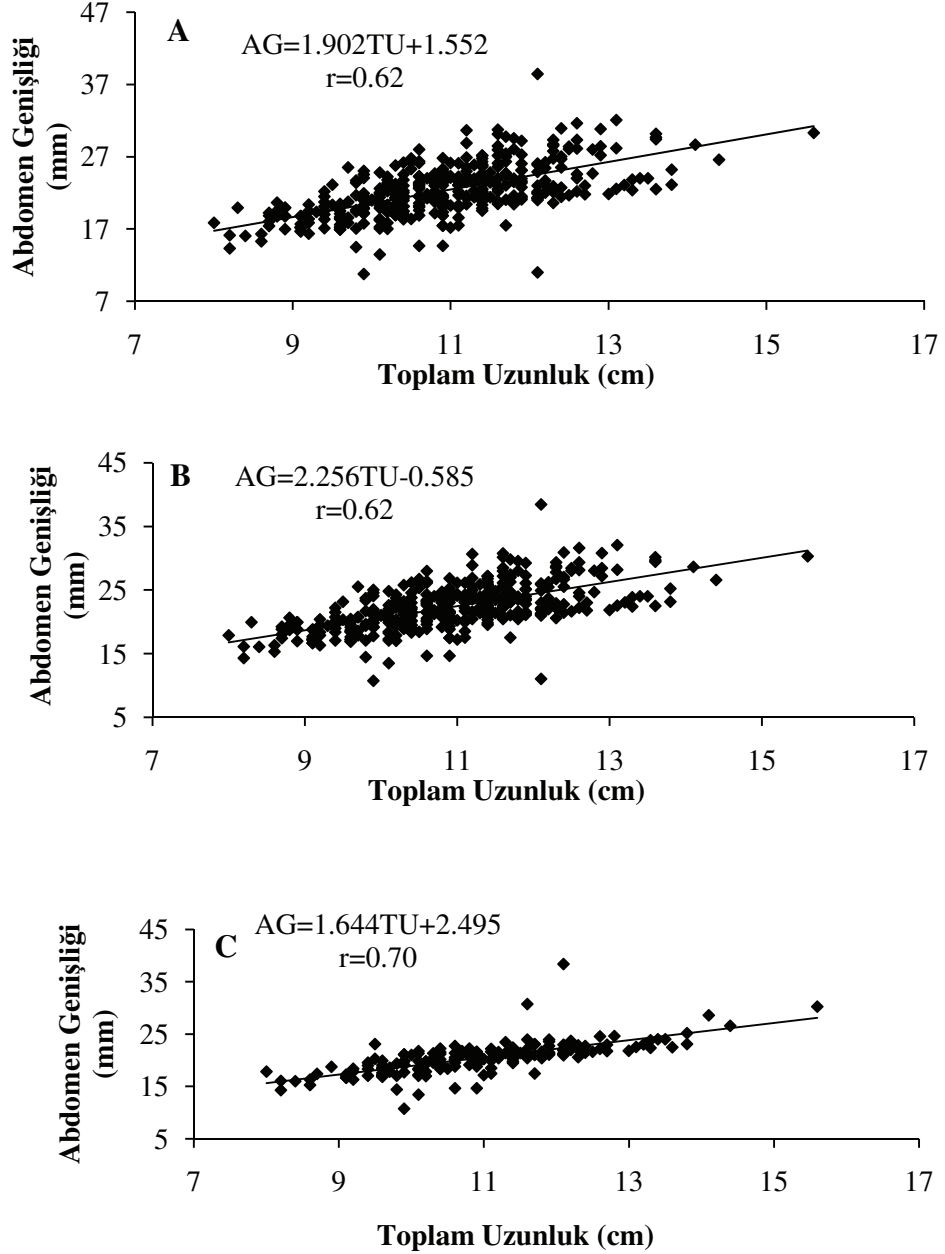 A
AG=1.902TU+1.552
r=0.62
47
37
27
17
7
Abdomen Genişliği
(mm)
7 9 11 13 15 17
Toplam Uzunluk (cm)
B
AG=2.256TU-0.585
r=0.62
45
35
25
15
5
Abdomen Genişliği
(mm)
7 9 11 13 15 17
Toplam Uzunluk (cm)
C
AG=1.644TU+2.495
r=0.70
45
35
25
15
5
Abdomen Genişliği
(mm)
7 9 11 13 15 17
Toplam Uzunluk (cm)